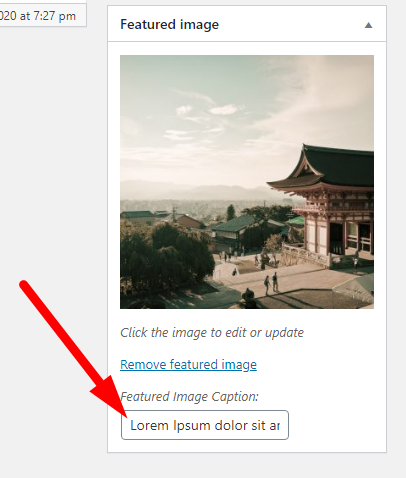 020 at 7:27 pm
Featured image
Click the image to edit or update
Remove featured image
Featured Image Caption:
Lorem Ipsum dolor sit ar